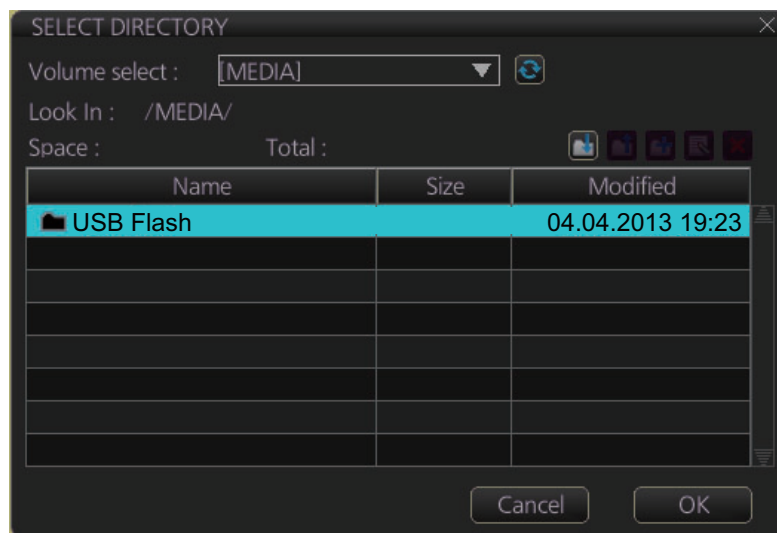 SELECT DIRECTORY
Volume select : [MEDIA]
Look In : /MEDIA/
Space : Total :
Name Size Modified
USB Flash 04.04.2013 19:23
Cancel OK